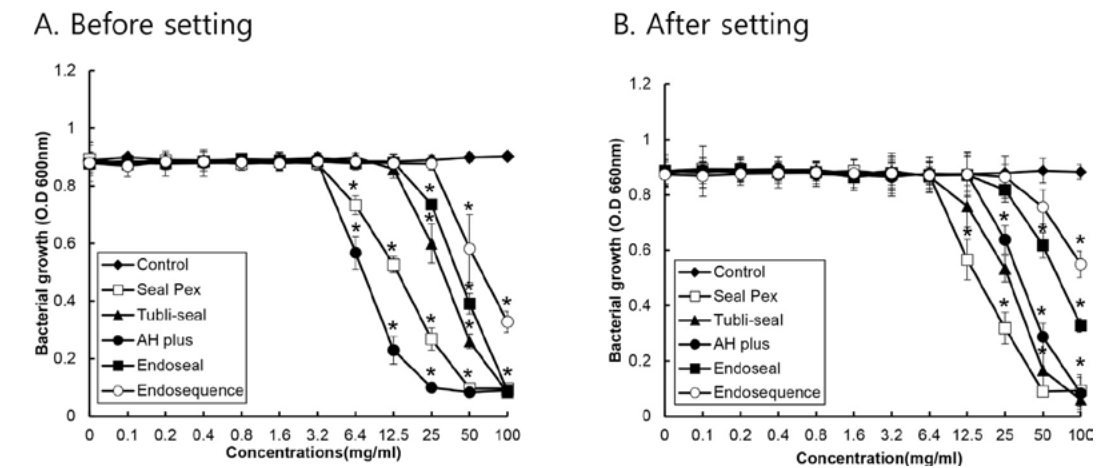 A. Before setting
Bacterial growth (O.D 600nm)
1.2
1
0.8
0.6
0.4
0.2
0
Control
Seal Pex
Tubli-seal
AH plus
Endoseal
Endosequence
* * * * * * * * * * * *
0 0.1 0.2 0.4 0.8 1.6 3.2 6.4 12.5 25 50 100
Concentrations(mg/ml)
B. After setting
Bacterial growth (O.D 660nm)
1.2
1
0.8
0.6
0.4
0.2
0
Control
Seal Pex
Tubli-seal
AH plus
Endoseal
Endosequence
* * * * * * * * *
0 0.1 0.2 0.4 0.8 1.6 3.2 6.4 12.5 25 50 100
Concentration(mg/ml)